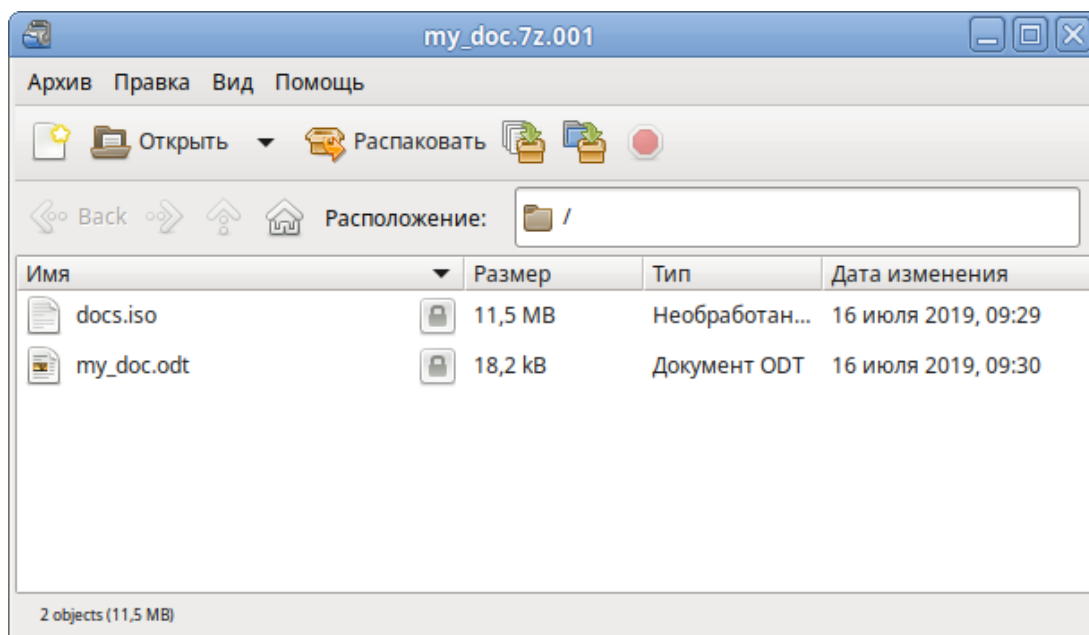 my_doc.7z.001
Архив Правка Вид Помощь
Открыть Распаковать
Back Расположение: /
Имя Размер Тип Дата изменения
docs.iso 11,5 MB Необработан... 16 июля 2019, 09:29
my_doc.odt 18,2 kB Документ ODT 16 июля 2019, 09:30
2 objects (11,5 MB)